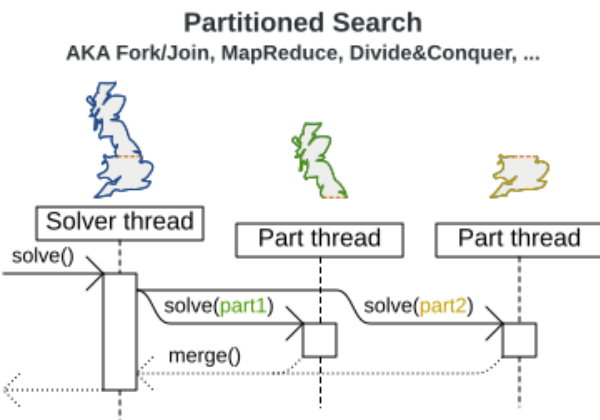 Partitioned Search
AKA Fork/Join, MapReduce, Divide&Conquer, ...
Solver thread
Part thread
Part thread
solve()
solve(part1)
solve(part2)
merge()